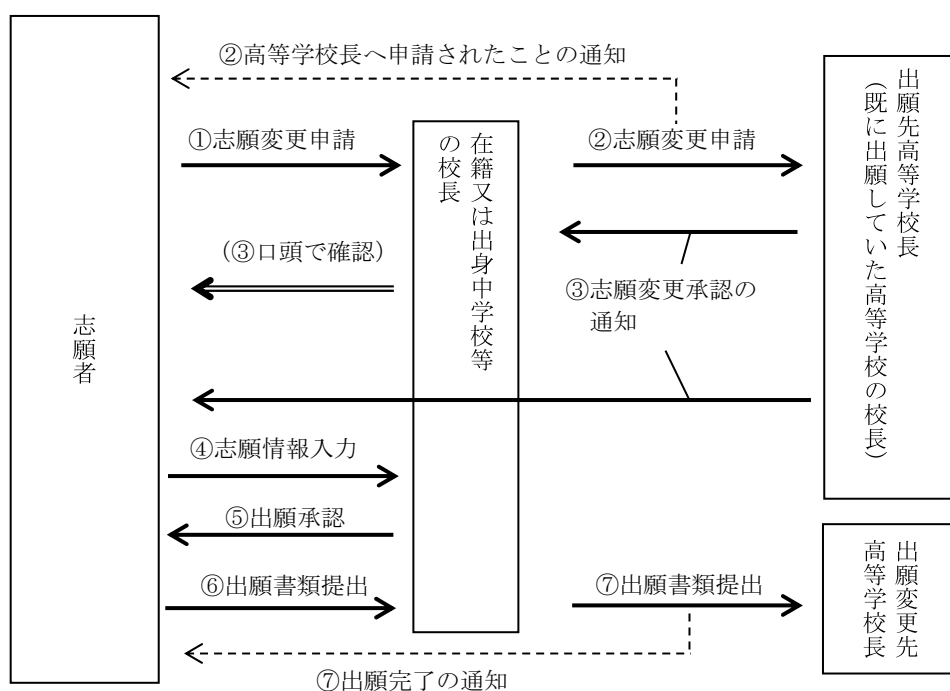 ②高等学校長へ申請されたことの通知
①志願変更申請
②志願変更申請
(③口頭で確認)
③志願変更承認の
通知
④志願情報入力
⑤出願承認
⑥出願書類提出
⑦出願書類提出
⑦出願完了の通知
志願者
在籍又は出身中学校等
の校長
出願先高等学校長
(既に出願していた高等学校の校長)
出願変更先
高等学校長